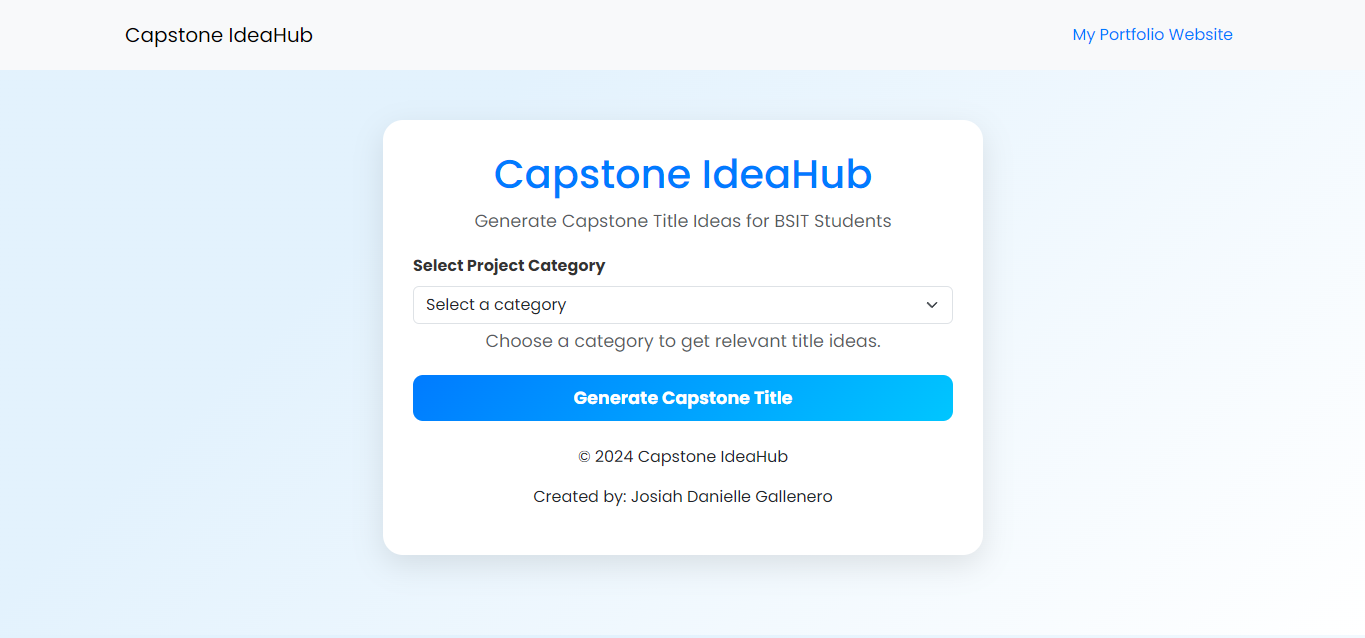 Capstone IdeaHub
My Portfolio Website
Capstone IdeaHub
Generate Capstone Title Ideas for BSIT Students
Select Project Category
Select a category
Choose a category to get relevant title ideas.
Generate Capstone Title
© 2024 Capstone IdeaHub
Created by: Josiah Danielle Gallenero